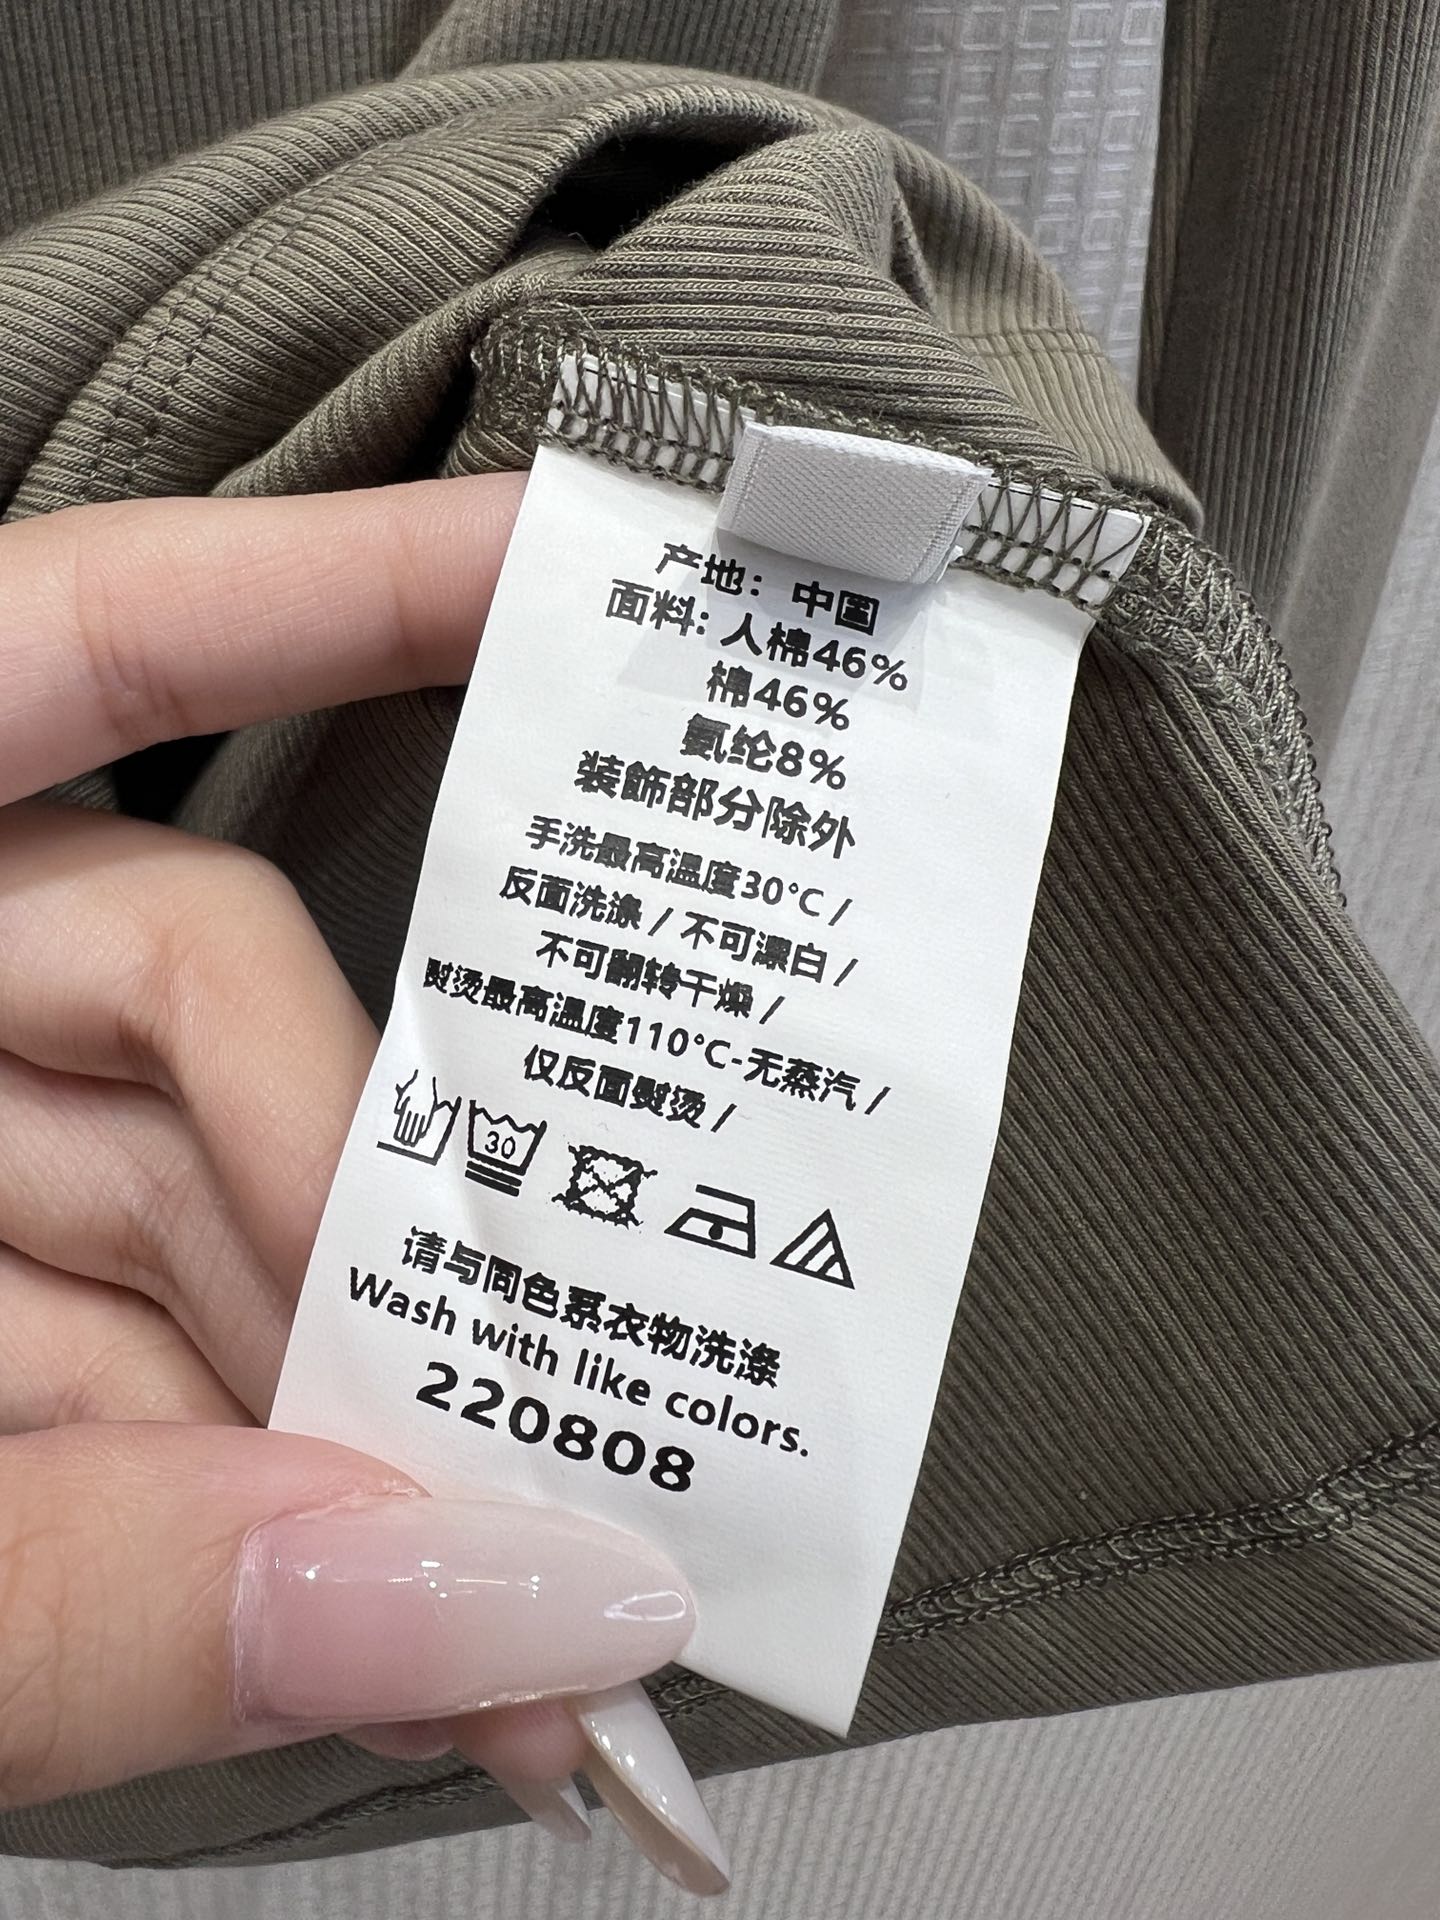 产地：中国
面料：人棉46%
棉46%
氨纶8%
装飾部分除外
手洗最高温度30°C /
反面洗涤 / 不可漂白 /
不可翻转干燥 /
熨烫最高温度110°C-无蒸汽 /
仅反面熨烫 /
30
请与同色系衣物洗涤
Wash with like colors.
220808